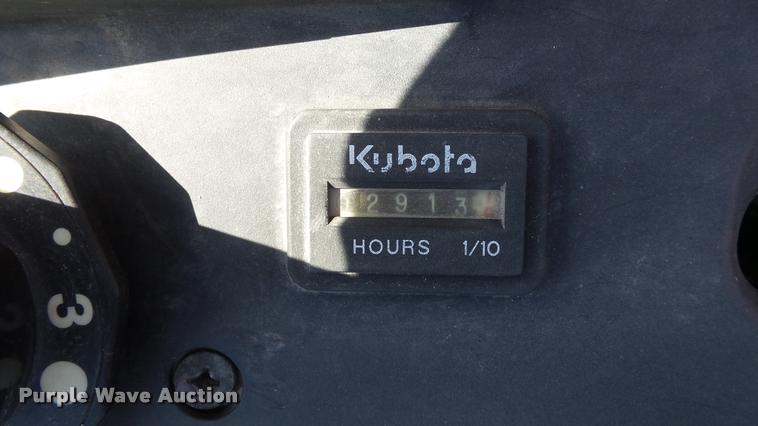 Kubota
2913
HOURS 1/10
3
Purple Wave Auction